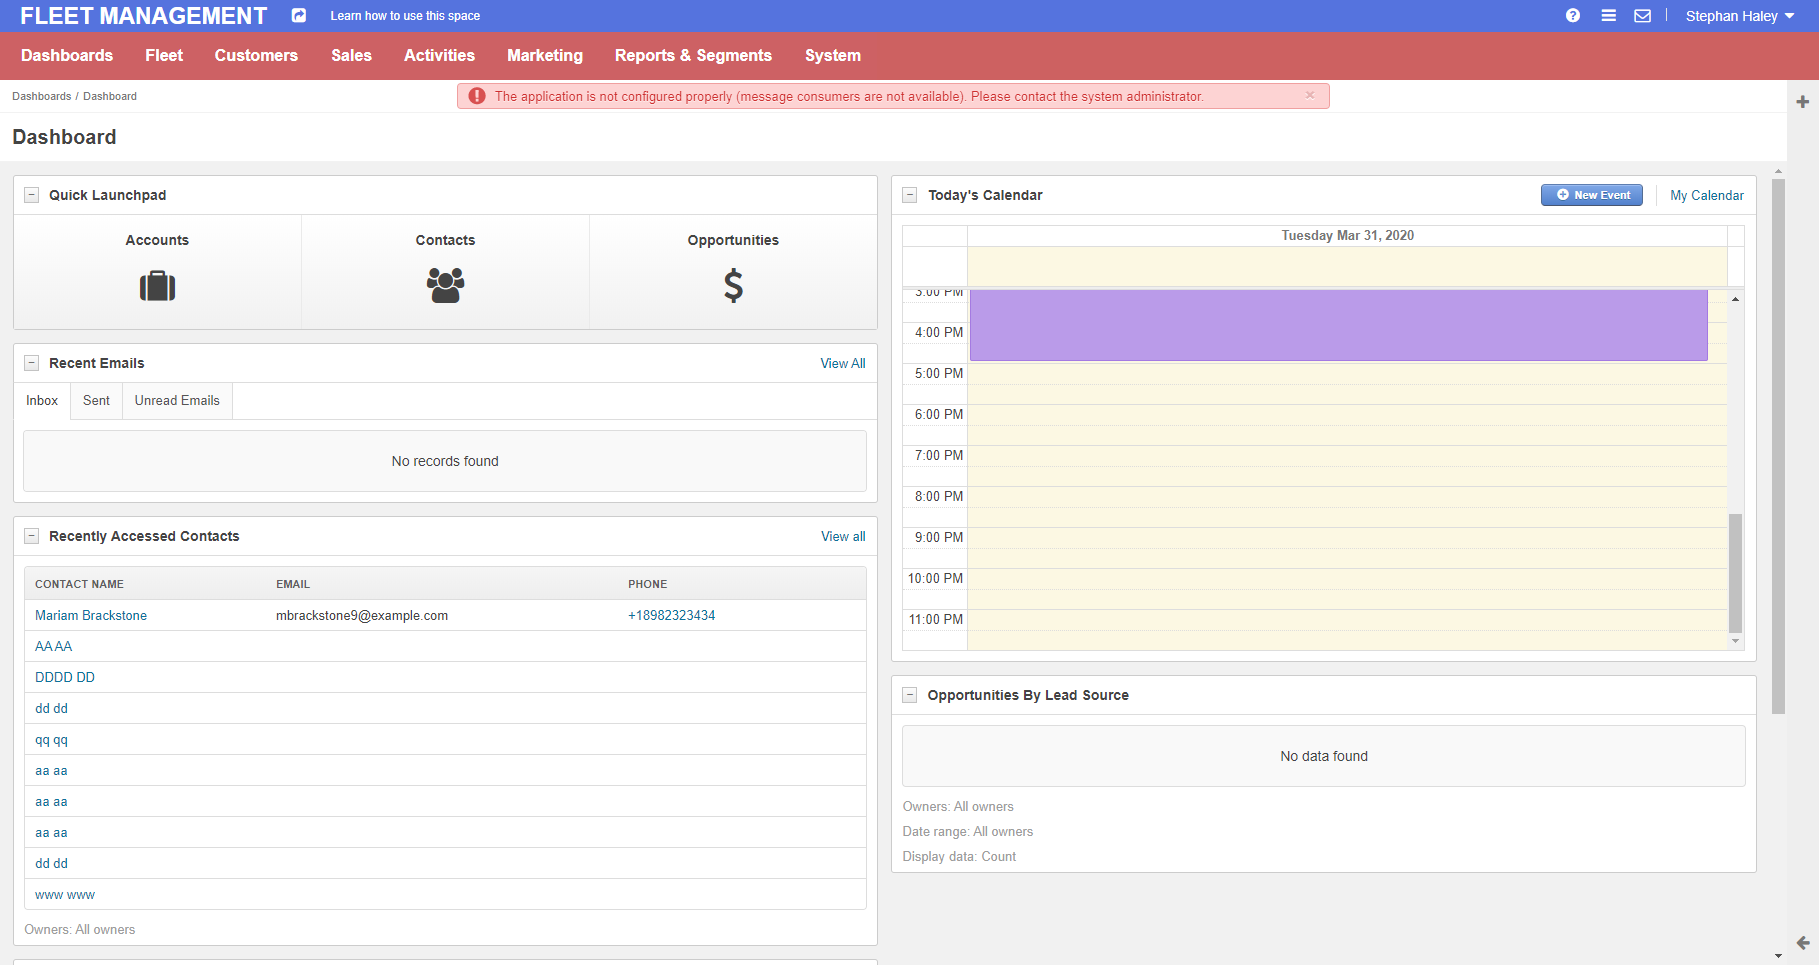 FLEET MANAGEMENT
Learn how to use this space
Stephan Haley
Dashboards
Fleet
Customers
Sales
Activities
Marketing
Reports & Segments
System
Dashboards / Dashboard
The application is not configured properly (message consumers are not available). Please contact the system administrator.
×
Dashboard
Quick Launchpad
Accounts
Contacts
Opportunities
Recent Emails
View All
Inbox
Sent
Unread Emails
No records found
Recently Accessed Contacts
View all
CONTACT NAME EMAIL PHONE
Mariam Brackstone mbrackstone9@example.com +18982323434
AA AA
DDDD DD
dd dd
qq qq
aa aa
aa aa
aa aa
dd dd
www www
Owners: All owners
Today's Calendar
New Event
My Calendar
Tuesday Mar 31, 2020
3:00 PM
4:00 PM
5:00 PM
6:00 PM
7:00 PM
8:00 PM
9:00 PM
10:00 PM
11:00 PM
Opportunities By Lead Source
No data found
Owners: All owners
Date range: All owners
Display data: Count